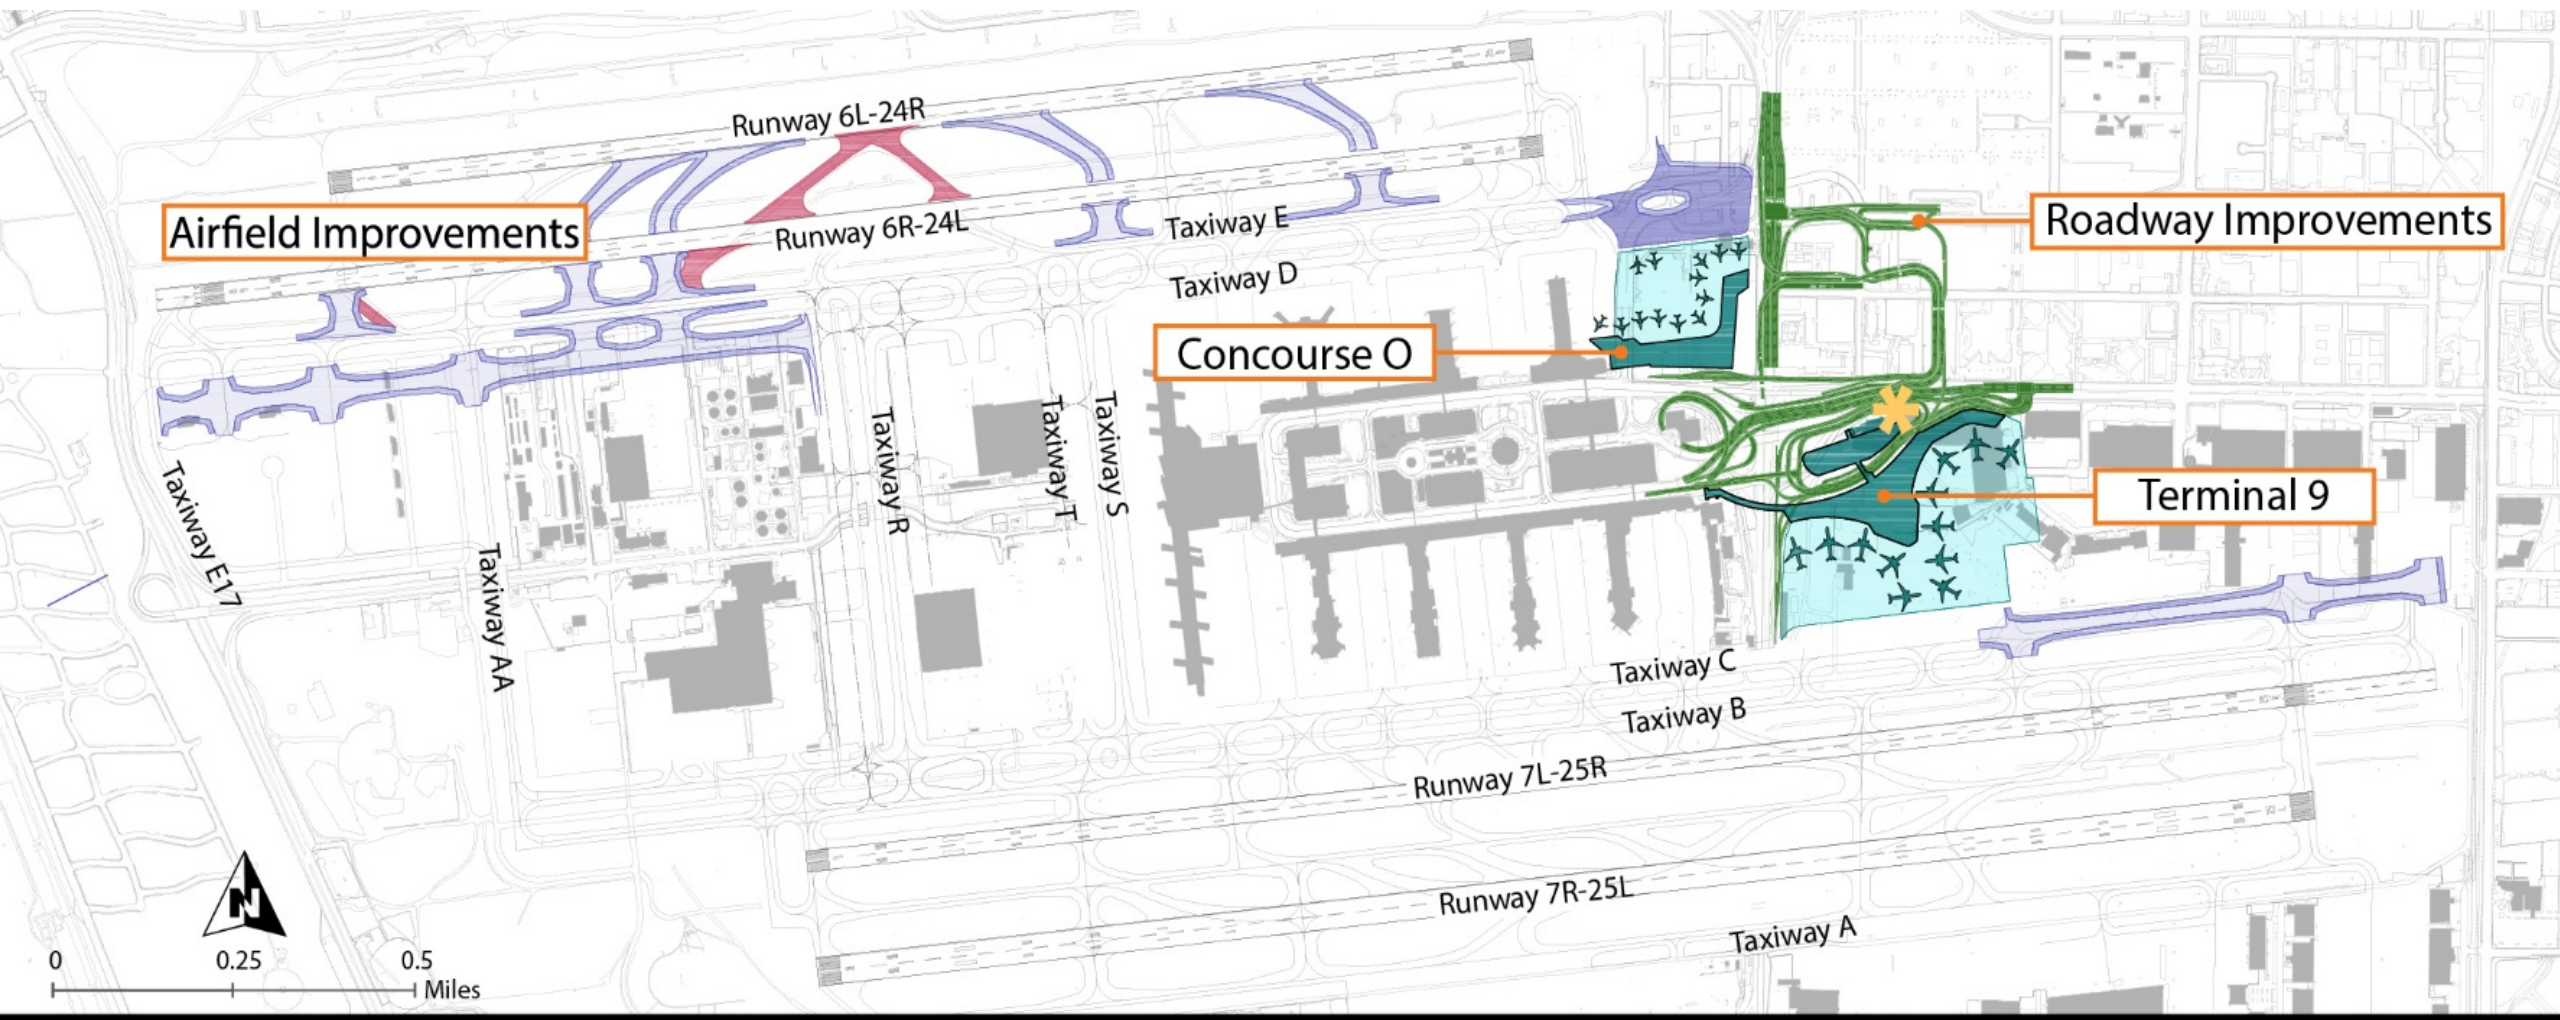 Runway 6L-24R
Airfield Improvements
Runway 6R-24L
Taxiway E
Roadway Improvements
Taxiway D
Concourse O
Taxiway E17
Taxiway AA
Taxiway R
Taxiway T
Taxiway S
Terminal 9
Taxiway C
Taxiway B
Runway 7L-25R
Runway 7R-25L
Taxiway A
N
0 0.25 0.5
Miles